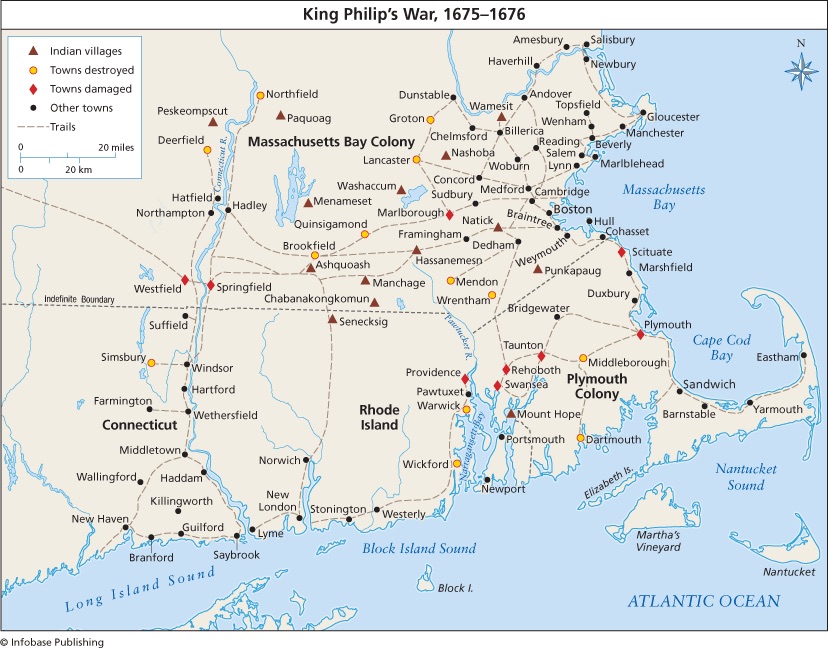 King Philip's War, 1675–1676
Indian villages
Towns destroyed
Towns damaged
Other towns
Trails
0 20 miles
0 20 km
N
Amesbury
Salisbury
Haverhill
Newbury
Northfield
Dunstable
Andover
Wamesit
Topsfield
Gloucester
Peskeompscut
Paquoag
Groton
Wenham
Manchester
Chelmsford
Billerica
Deerfield
Massachusetts Bay Colony
Reading
Beverly
Nashoba
Salem
Marlblehead
Lancaster
Woburn
Lynn
Connecticut R.
Concord
Washaccum
Medford
Cambridge
Massachusetts
Bay
Hatfield
Sudbury
Menameset
Northampton
Hadley
Marlborough
Natick
Braintree
Boston
Hull
Quinsigamond
Framingham
Cohasset
Brookfield
Dedham
Weymouth
Scituate
Hassanemesn
Ashquoash
Punkapaug
Marshfield
Westfield
Springfield
Manchage
Mendon
Duxbury
Indefinite Boundary
Chabanakongkomun
Wrentham
Bridgewater
Suffield
Senecksig
Pawtucket R.
Plymouth
Taunton
Cape Cod
Bay
Simsbury
Windsor
Middleborough
Eastham
Providence
Rehoboth
Plymouth
Colony
Hartford
Swansea
Sandwich
Farmington
Pawtuxet
Rhode
Island
Warwick
Barnstable
Yarmouth
Wethersfield
Mount Hope
Connecticut
Narragansett Bay
Portsmouth
Dartmouth
Middletown
Norwich
Wickford
Nantucket
Sound
Wallingford
Haddam
Elizabeth Is.
Newport
Killingworth
New
London
Stonington
Westerly
New Haven
Guilford
Lyme
Martha's
Vineyard
Branford
Saybrook
Block Island Sound
Nantucket
Long Island Sound
Block I.
ATLANTIC OCEAN
© Infobase Publishing